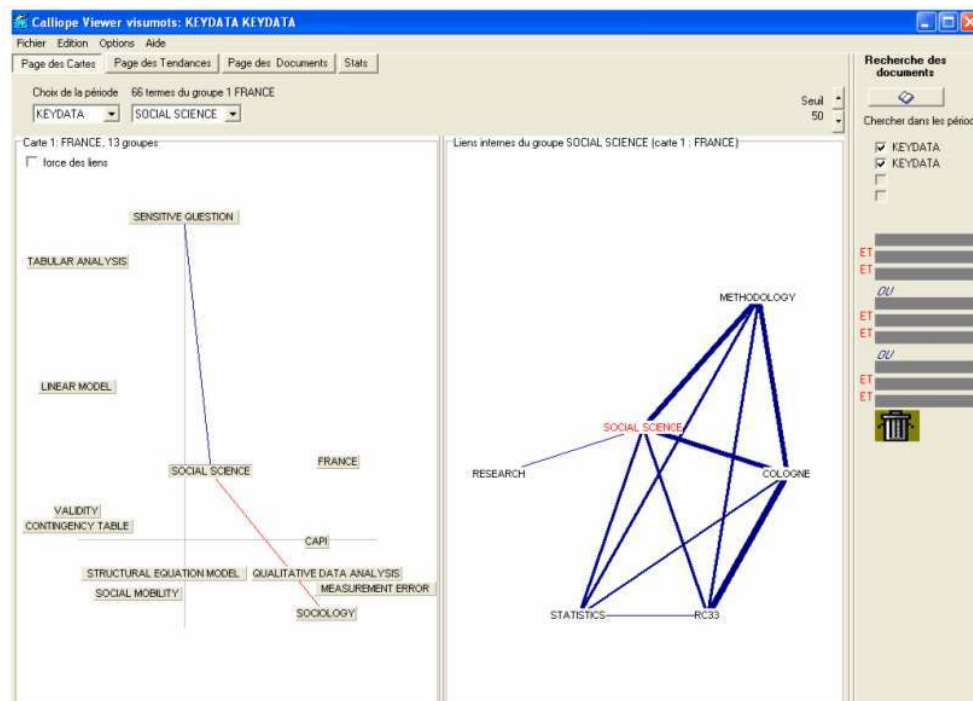 Calliope Viewer visumots: KEYDATA KEYDATA
Fichier Edition Options Aide
Page des Cartes Page des Tendances Page des Documents Stats
Choix de la période 66 termes du groupe 1 FRANCE
KEYDATA SOCIAL SCIENCE
Seuil
50
Carte 1: FRANCE, 13 groupes
force des liens
SENSITIVE QUESTION
TABULAR ANALYSIS
LINEAR MODEL
SOCIAL SCIENCE
FRANCE
VALIDITY
CONTINGENCY TABLE
CAPI
STRUCTURAL EQUATION MODEL
QUALITATIVE DATA ANALYSIS
SOCIAL MOBILITY
MEASUREMENT ERROR
SOCIOLOGY
Liens internes du groupe SOCIAL SCIENCE (carte 1 : FRANCE)
METHODOLOGY
SOCIAL SCIENCE
RESEARCH
COLOGNE
STATISTICS
RC33
Recherche des
documents
Chercher dans les périod
KEYDATA
KEYDATA
ET
ET
OU
ET
ET
OU
ET
ET